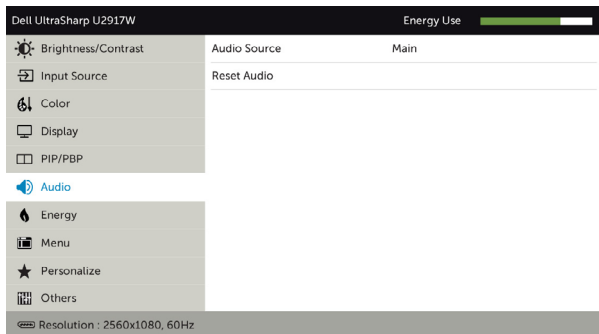 Dell UltraSharp U2917W Energy Use
Brightness/Contrast Audio Source Main
Input Source Reset Audio
Color
Display
PIP/PBP
Audio
Energy
Menu
Personalize
Others
Resolution : 2560x1080, 60Hz